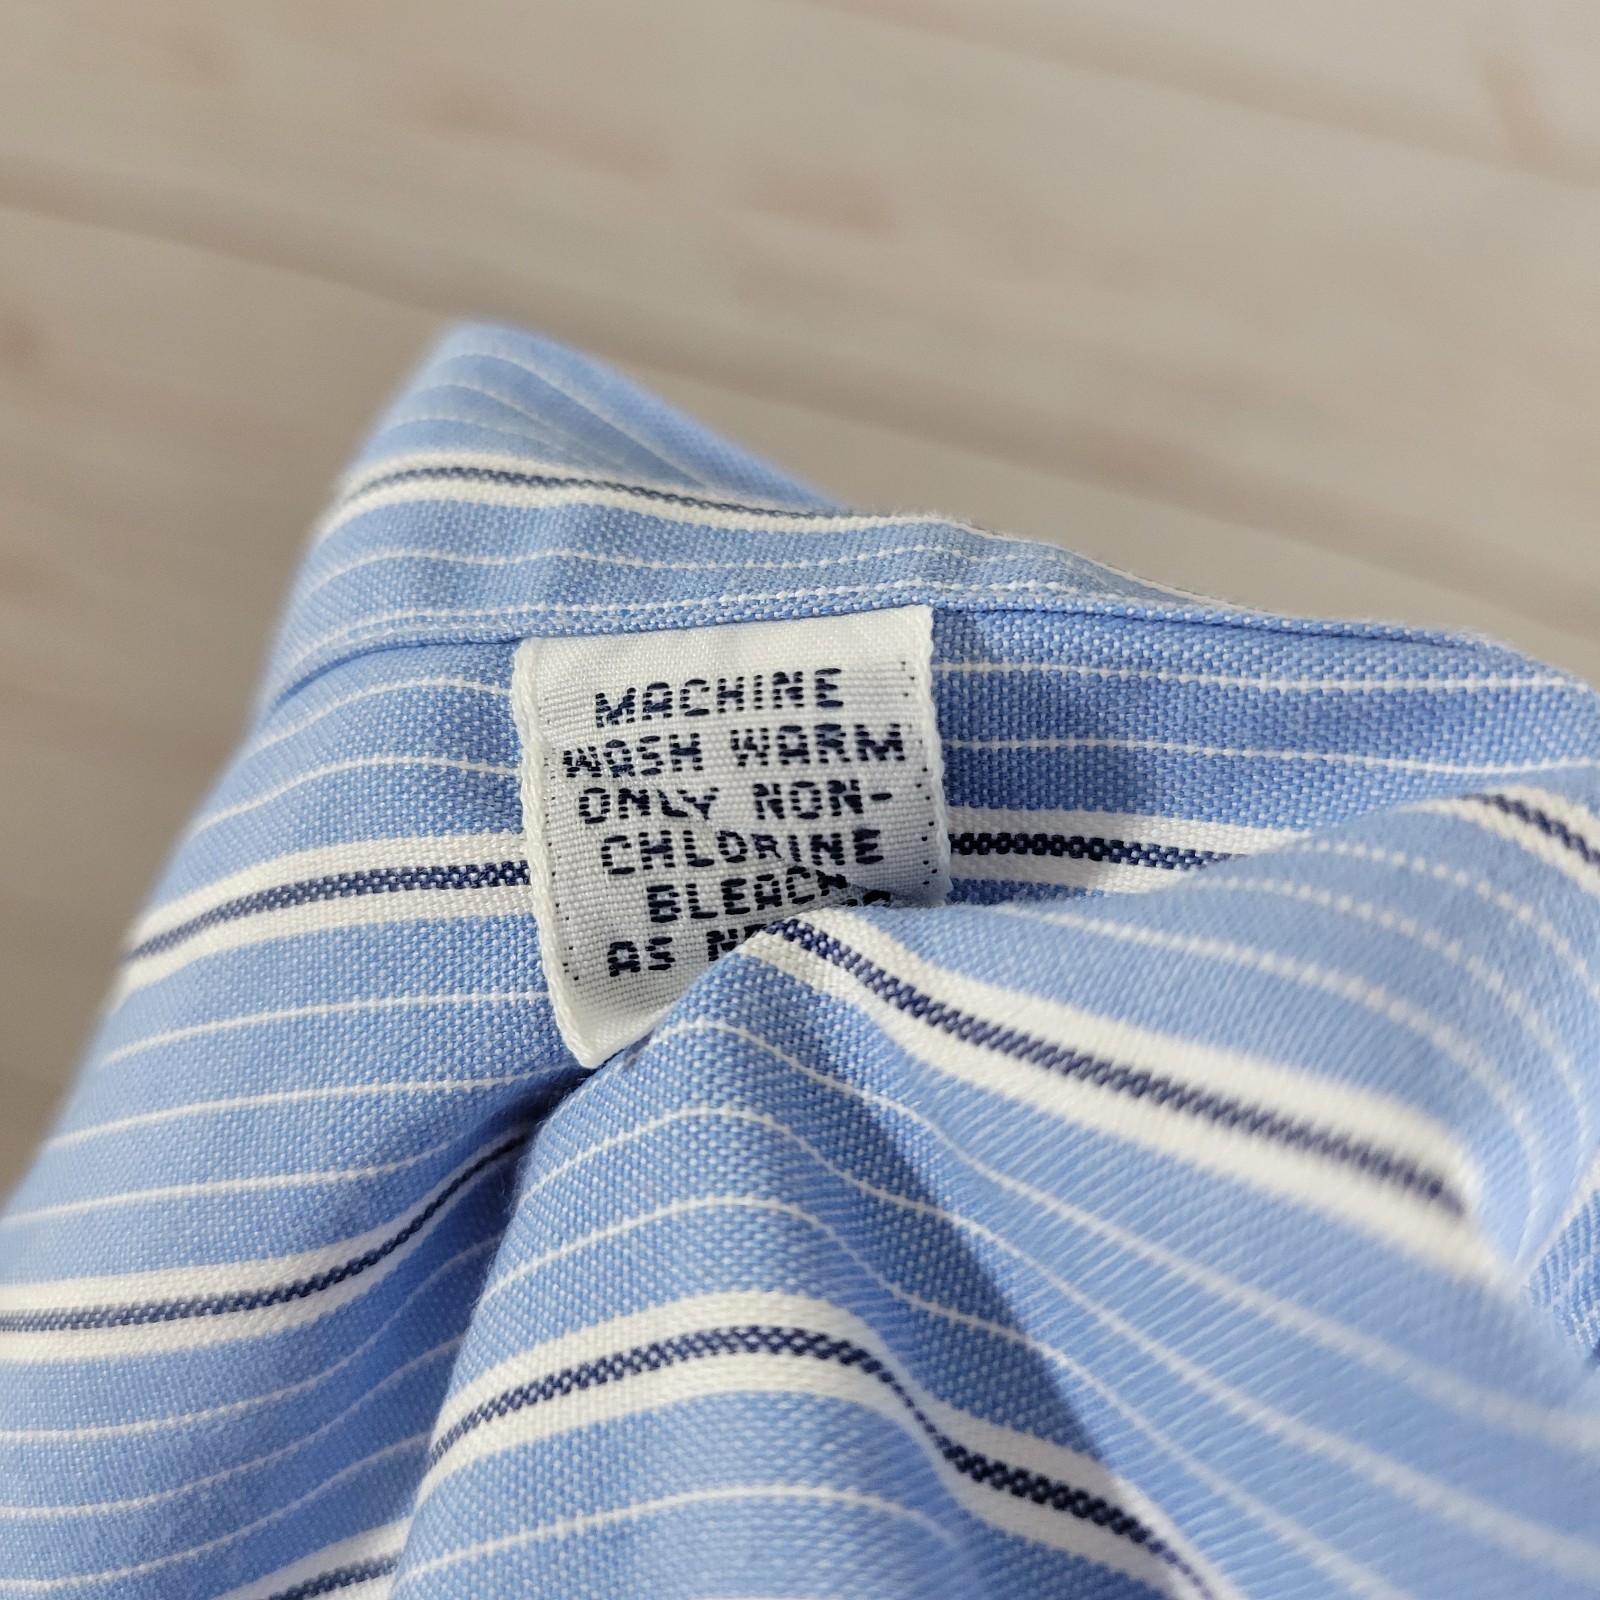 MACHINE
WASH WARM
ONLY NON-
CHLORINE
BLEACH
AS